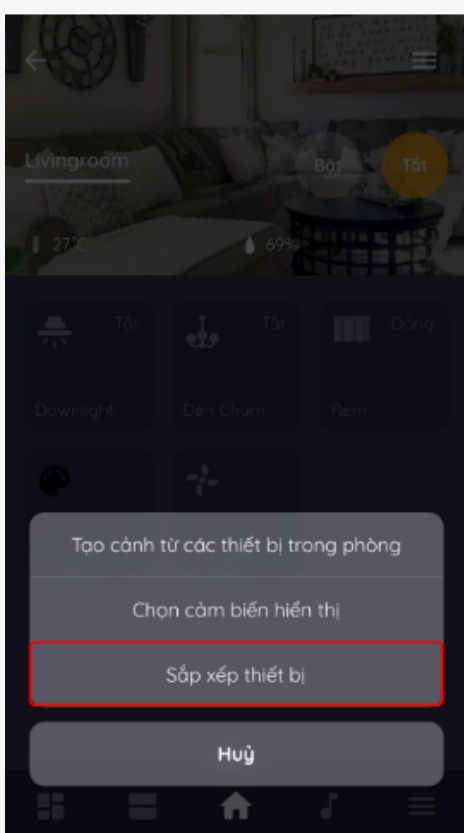 Livingroom
Bật
Tắt
27°C
69%
Tắt
Tắt
Đóng
Downlight
Đèn Chùm
Rèm
Tạo cảnh từ các thiết bị trong phòng
Chọn cảm biến hiển thị
Sắp xếp thiết bị
Huỷ